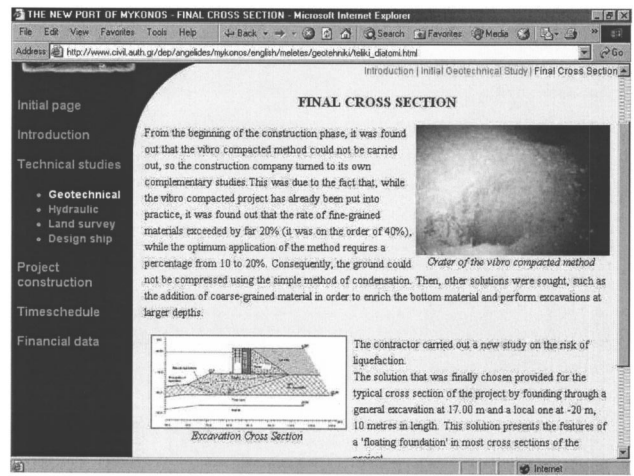 THE NEW PORT OF MYKONOS - FINAL CROSS SECTION - Microsoft Internet Explorer
File Edit View Favorites Tools Help Back Search Favorites Media
Address http://www.civil.auth.gr/dep/angelides/mykonos/english/meletes/geotehniki/teliki_diatomi.html Go
Introduction | Initial Geotechnical Study | Final Cross Section
Initial page
Introduction
Technical studies
Geotechnical
Hydraulic
Land survey
Design ship
Project
construction
Timeschedule
Financial data
FINAL CROSS SECTION
From the beginning of the construction phase, it was found
out that the vibro compacted method could not be carried
out, so the construction company turned to its own
complementary studies.This was due to the fact that, while
the vibro compacted project has already been put into
practice, it was found out that the rate of fine-grained
materials exceeded by far 20% (it was on the order of 40%),
while the optimum application of the method requires a
percentage from 10 to 20%. Consequently, the ground could
not be compressed using the simple method of condensation. Then, other solutions were sought, such as
the addition of coarse-grained material in order to enrich the bottom material and perform excavations at
larger depths.
Crater of the vibro compacted method
Excavation Cross Section
The contractor carried out a new study on the risk of
liquefaction.
The solution that was finally chosen provided for the
typical cross section of the project by founding through a
general excavation at 17.00 m and a local one at -20 m,
10 metres in length. This solution presents the features of
a 'floating foundation' in most cross sections of the
Internet